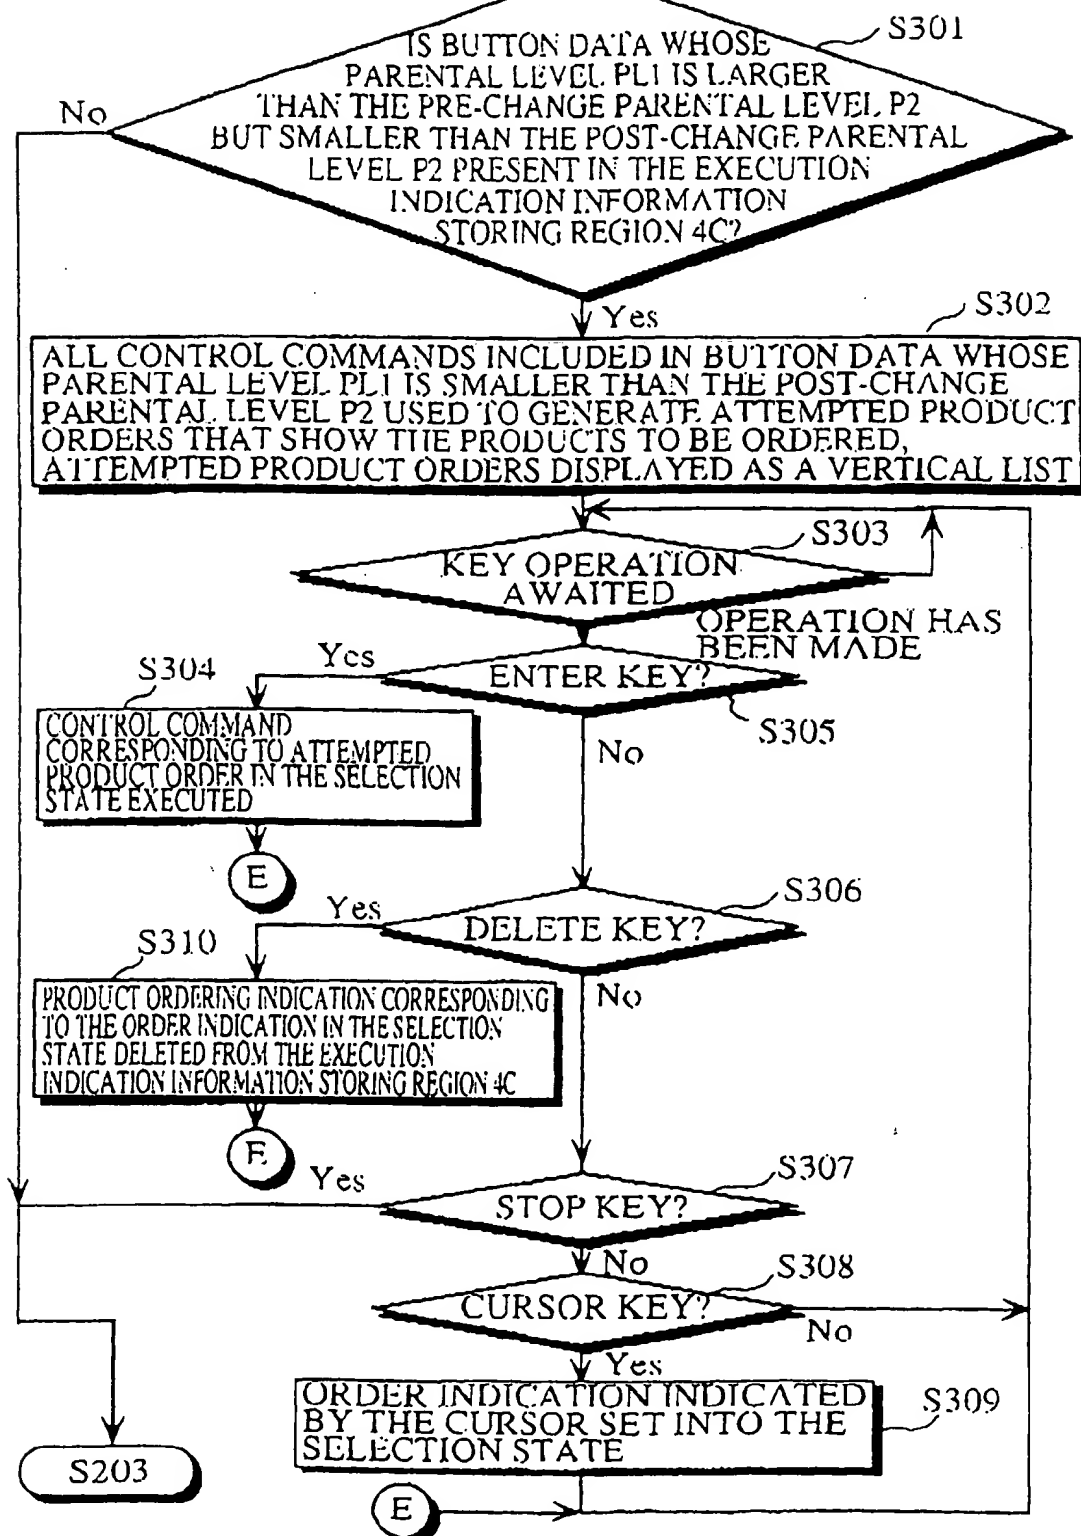 S301
IS BUTTON DATA WHOSE
PARENTAL LEVEL PL1 IS LARGER
THAN THE PRE-CHANGE PARENTAL LEVEL P2
BUT SMALLER THAN THE POST-CHANGE PARENTAL
LEVEL P2 PRESENT IN THE EXECUTION
INDICATION INFORMATION
STORING REGION 4C?
No
Yes
S302
ALL CONTROL COMMANDS INCLUDED IN BUTTON DATA WHOSE
PARENTAL LEVEL PL1 IS SMALLER THAN THE POST-CHANGE
PARENTAL LEVEL P2 USED TO GENERATE ATTEMPTED PRODUCT
ORDERS THAT SHOW THE PRODUCTS TO BE ORDERED,
ATTEMPTED PRODUCT ORDERS DISPLAYED AS A VERTICAL LIST
S303
KEY OPERATION
AWAITED
OPERATION HAS
BEEN MADE
Yes
ENTER KEY?
S305
No
S304
CONTROL COMMAND
CORRESPONDING TO ATTEMPTED
PRODUCT ORDER IN THE SELECTION
STATE EXECUTED
E
S306
Yes
DELETE KEY?
No
S310
PRODUCT ORDERING INDICATION CORRESPONDING
TO THE ORDER INDICATION IN THE SELECTION
STATE DELETED FROM THE EXECUTION
INDICATION INFORMATION STORING REGION 4C
E
S307
Yes
STOP KEY?
No
S308
CURSOR KEY?
No
Yes
S309
ORDER INDICATION INDICATED
BY THE CURSOR SET INTO THE
SELECTION STATE
S203
E